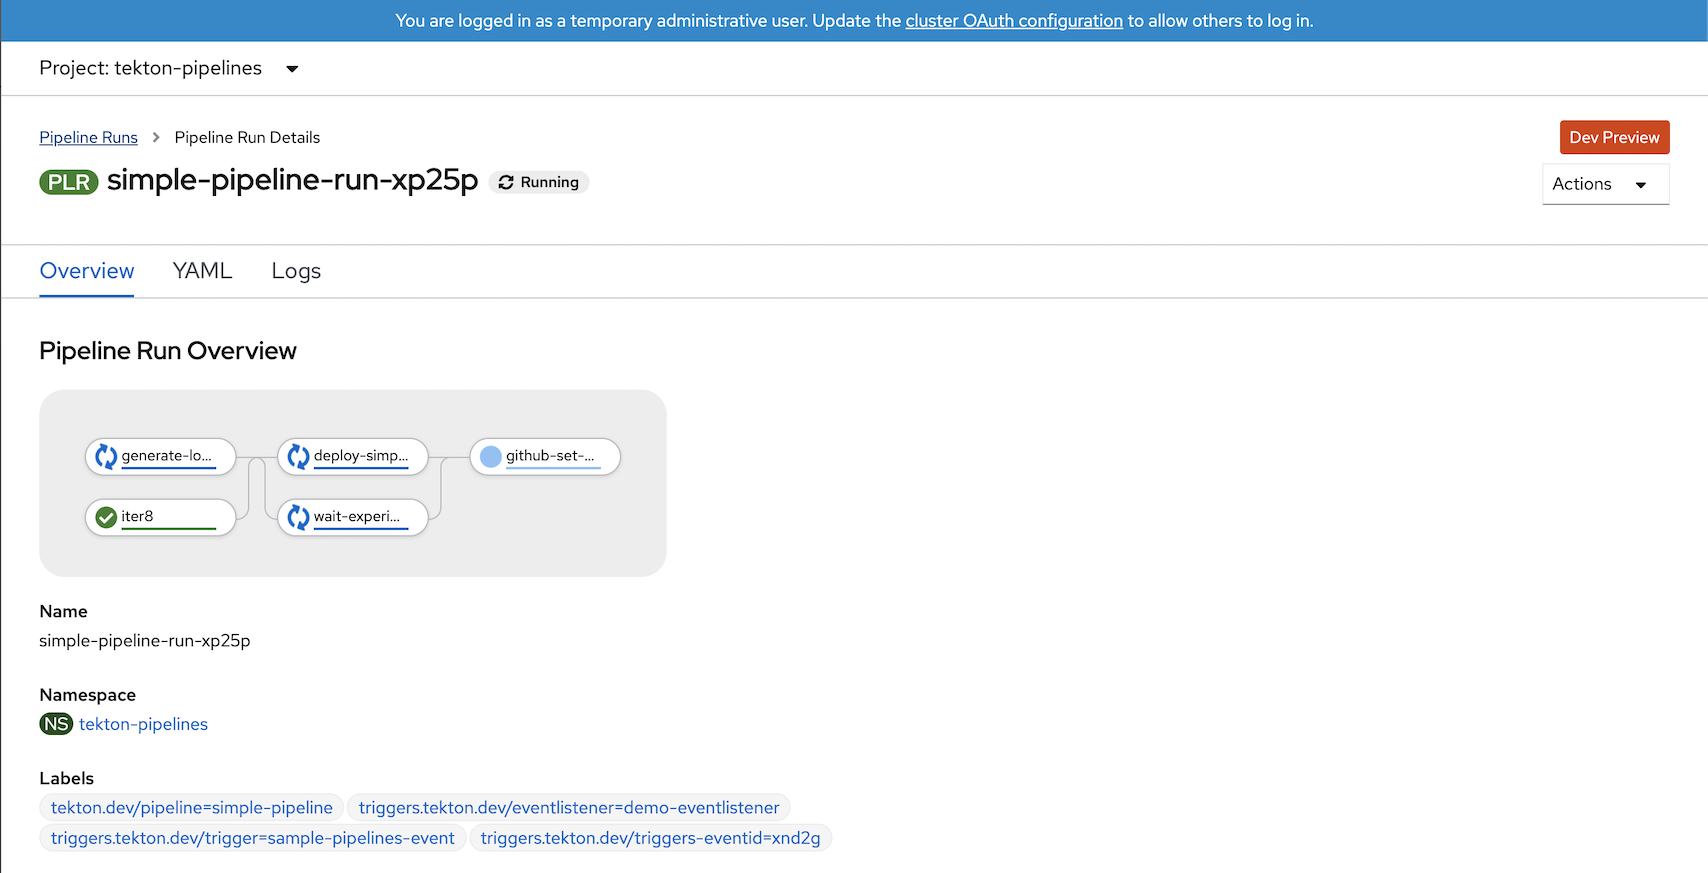 You are logged in as a temporary administrative user. Update the cluster OAuth configuration to allow others to log in.
Project: tekton-pipelines
Pipeline Runs > Pipeline Run Details
Dev Preview
PLR simple-pipeline-run-xp25p Running
Actions
Overview YAML Logs
Pipeline Run Overview
generate-lo... deploy-simp... github-set-...
iter8 wait-experi...
Name
simple-pipeline-run-xp25p
Namespace
NS tekton-pipelines
Labels
tekton.dev/pipeline=simple-pipeline triggers.tekton.dev/eventlistener=demo-eventlistener
triggers.tekton.dev/trigger=sample-pipelines-event triggers.tekton.dev/triggers-eventid=xnd2g